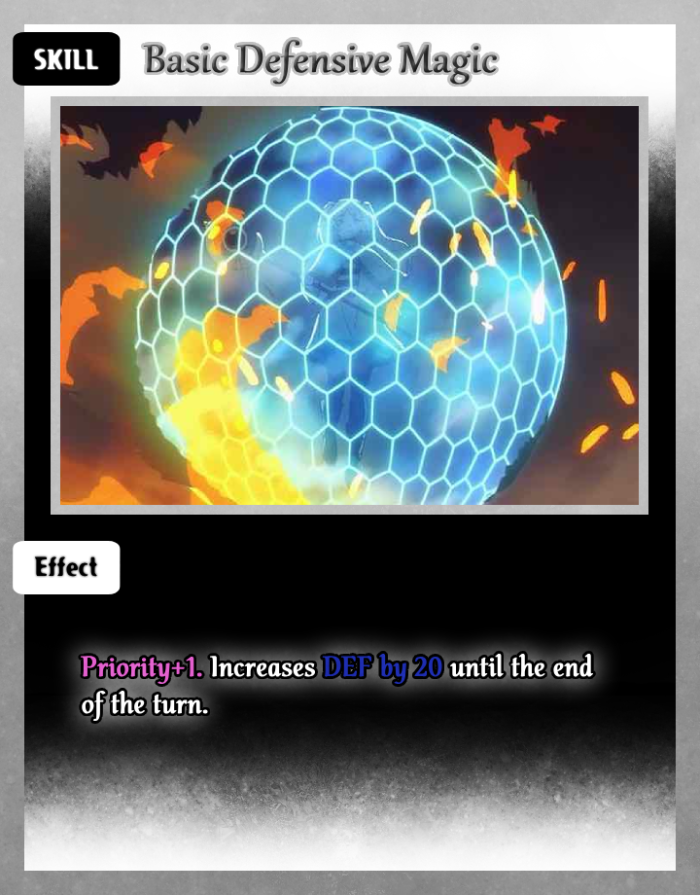 SKILL
Basic Defensive Magic
Effect
Priority+1. Increases DEF by 20 until the end
of the turn.